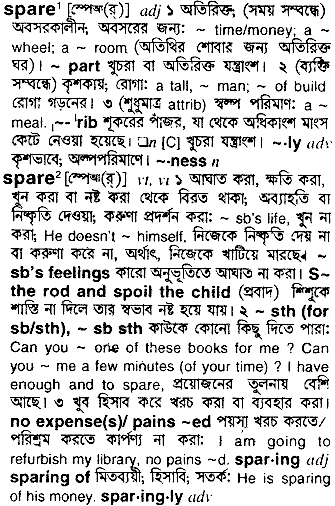 spare¹ [স্পেঅ্য(র্)] adj ১ অতিরিক্ত; (সময় সম্বন্ধে)
অবসরকালীন; অবসরের জন্য: ~ time/money; a ~
wheel; a ~ room (অতিথির শোবার জন্য অতিরিক্ত
ঘর)। ~ part খুচরা বা অতিরিক্ত যন্ত্রাংশ। ২ (ব্যক্তি
সম্বন্ধে) কৃশকায়; রোগা: a tall, ~ man; ~ of build
রোগা গড়নের। ৩ (শুধুমাত্র attrib) স্বল্প পরিমাণ: a ~
meal. ~- 'rib শূকরের পাঁজর, যা থেকে অধিকাংশ মাংস
কেটে নেওয়া হয়েছে। □n [C] খুচরা যন্ত্রাংশ। ~·ly adv
কৃশভাবে; অল্পপরিমাণে। ~·ness n
spare² [স্পেঅ্য(র্)] vt, vi ১ আঘাত করা, ক্ষতি করা,
খুন করা বা নষ্ট করা থেকে বিরত থাকা; অব্যাহতি বা
নিষ্কৃতি দেওয়া; করুণা প্রদর্শন করা: ~ sb's life, খুন না
করা; He doesn't ~ himself, নিজেকে নিষ্কৃতি দেয় না
বা করুণা করে না, অর্থাৎ, নিজেকে খাটিয়ে মারছে। ~
sb's feelings কারো অনুভূতিতে আঘাত না করা। S~
the rod and spoil the child (প্রবাদ) শিশুকে
শাস্তি না দিলে তার স্বভাব নষ্ট হয়ে যায়। ২ ~ sth (for
sb/sth), ~ sb sth কাউকে কোনো কিছু দিতে পারা:
Can you ~ one of these books for me ? Can
you ~ me a few minutes (of your time) ? I have
enough and to spare, প্রয়োজনের তুলনায় বেশি
আছে। ৩ খুব হিসাব করে খরচ করা বা ব্যবহার করা।
no expense(s)/ pains ~ed পয়সা খরচ করতে/
পরিশ্রম করতে কার্পণ্য না করা: I am going to
refurbish my library, no pains ~d. spar·ing adj
sparing of মিতব্যয়ী; হিসাবি; সতর্ক: He is sparing
of his money. spar·ing·ly adv